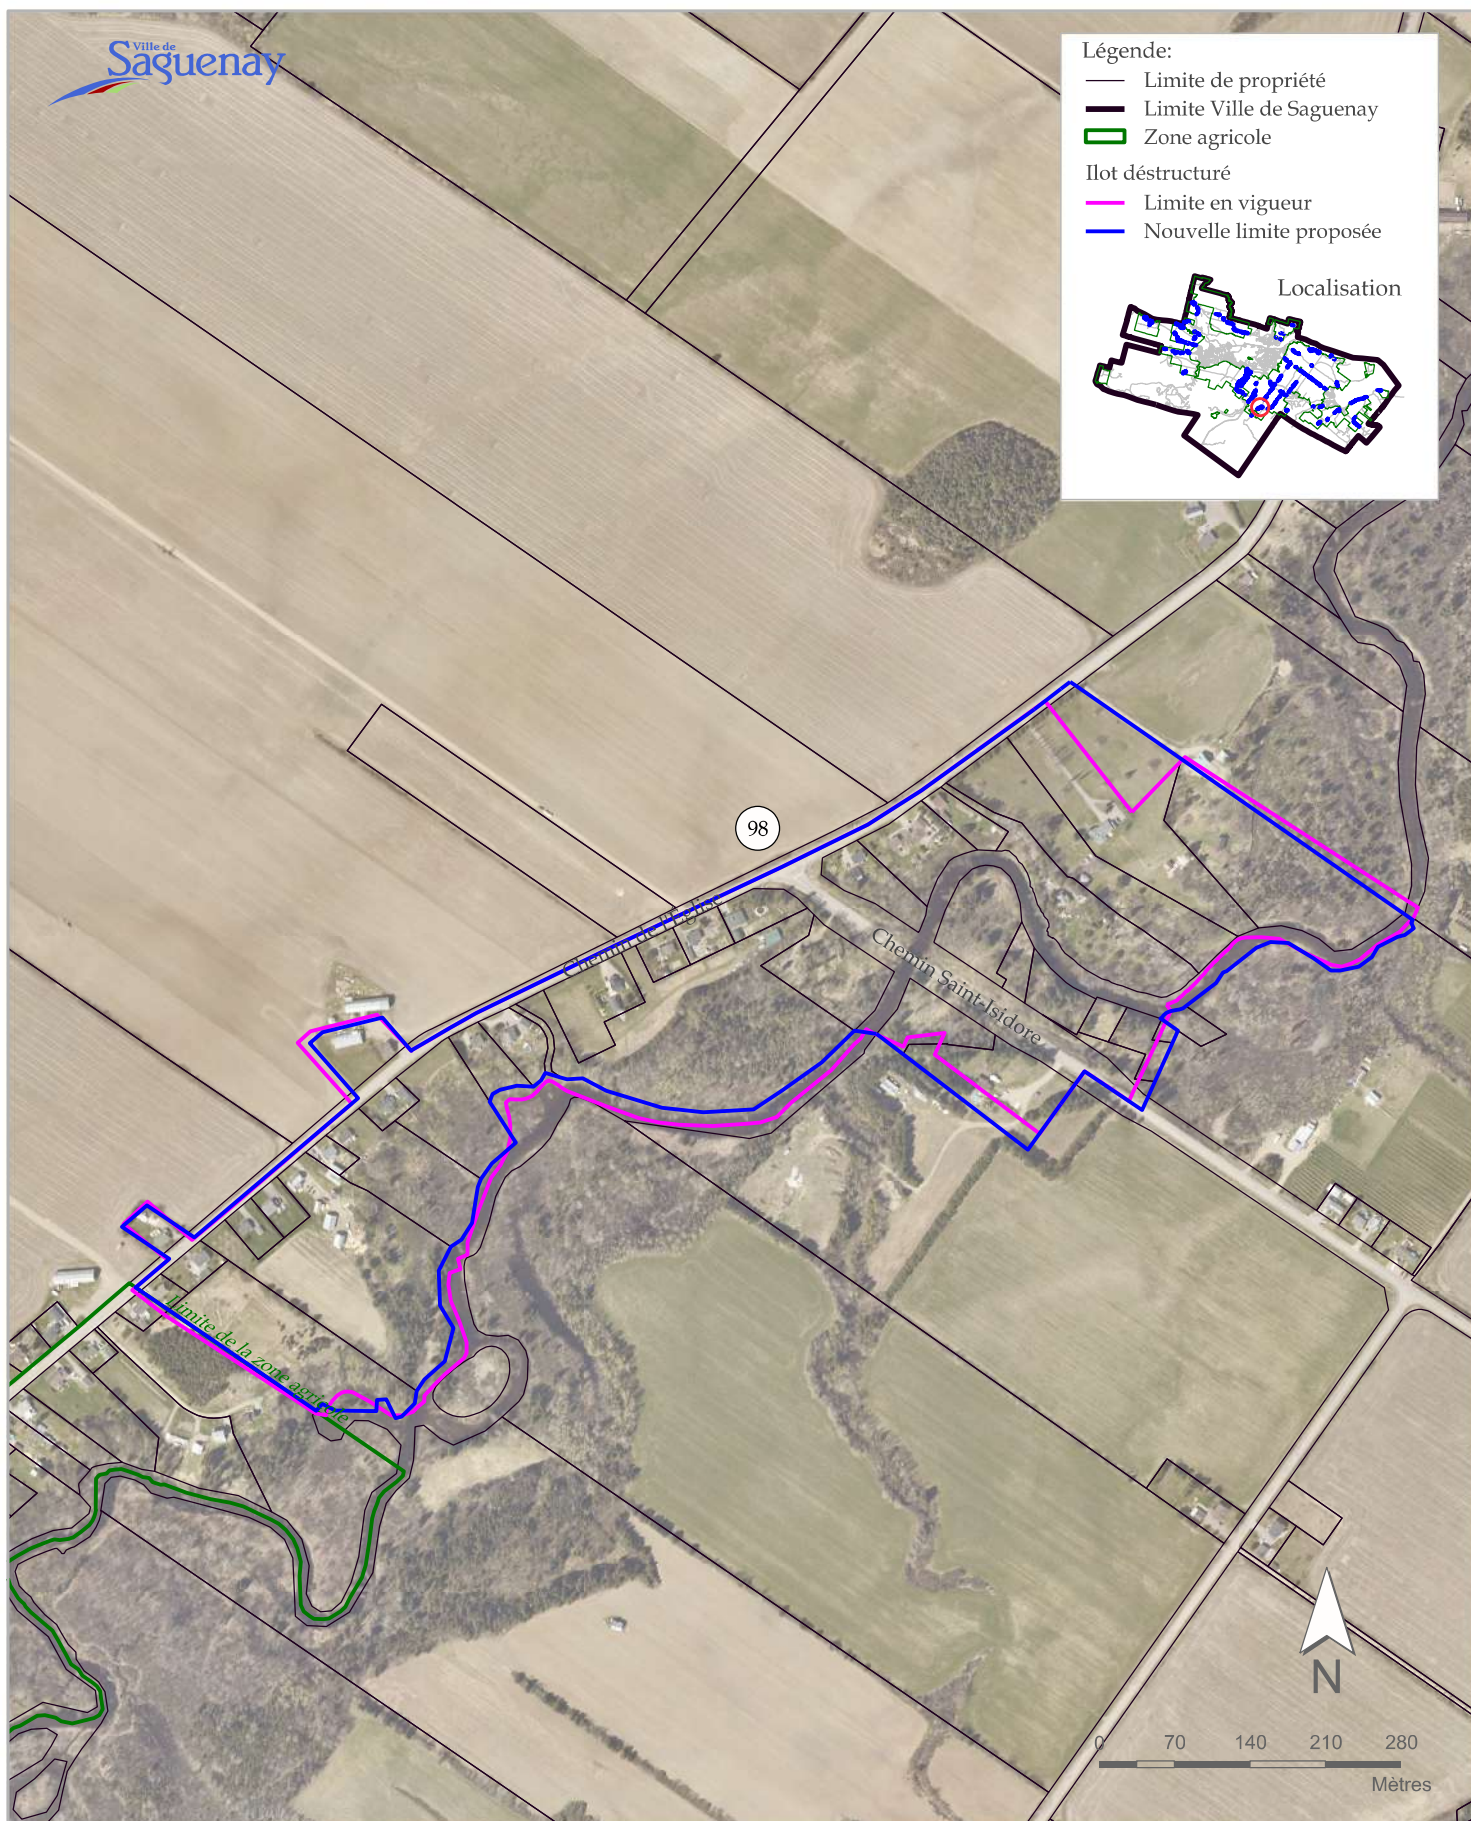 Ville de
Saguenay
Légende:
Limite de propriété
Limite Ville de Saguenay
Zone agricole
Ilot déstructuré
Limite en vigueur
Nouvelle limite proposée
Localisation
98
Chemin de l'Église
Chemin Saint-Isidore
Limite de la zone agricole
N
0 70 140 210 280
Mètres